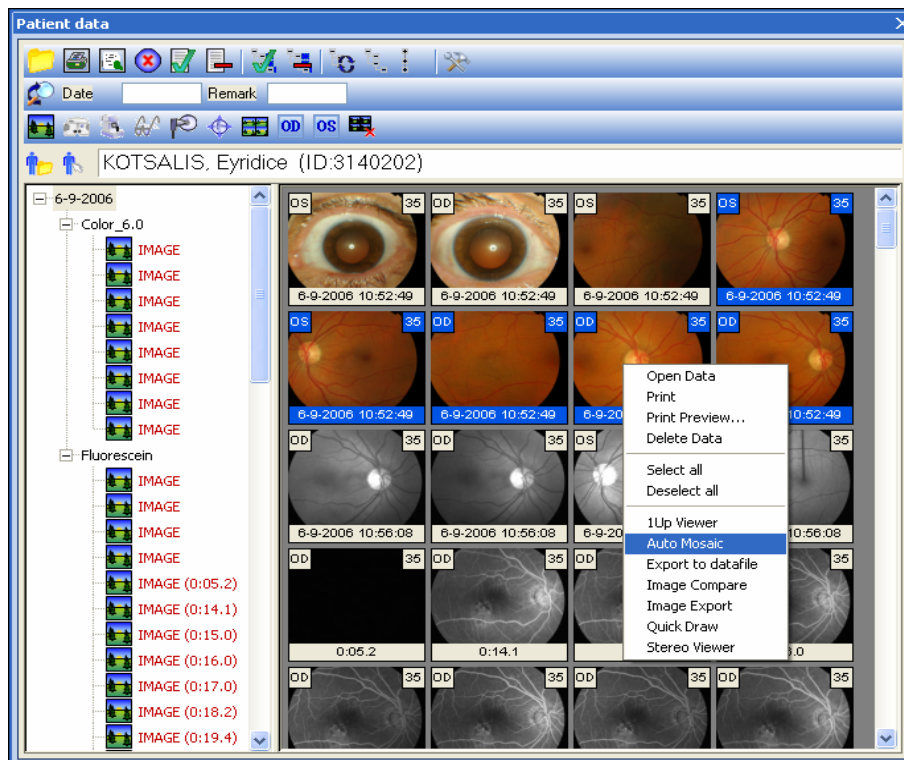 Patient data
Date Remark
OD OS
KOTSALIS, Eyridice (ID:3140202)
6-9-2006
Color_6.0
IMAGE
IMAGE
IMAGE
IMAGE
IMAGE
IMAGE
IMAGE
IMAGE
Fluorescein
IMAGE
IMAGE
IMAGE
IMAGE
IMAGE (0:05.2)
IMAGE (0:14.1)
IMAGE (0:15.0)
IMAGE (0:16.0)
IMAGE (0:17.0)
IMAGE (0:18.2)
IMAGE (0:19.4)
OS 35 OD 35 OS 35 OS 35
6-9-2006 10:52:49 6-9-2006 10:52:49 6-9-2006 10:52:49 6-9-2006 10:52:49
OS 35 OD 35 OD 35 OD 35
6-9-2006 10:52:49 6-9-2006 10:52:49 6-9-20 10:52:49
OD 35 OD 35 OS 35
6-9-2006 10:56:08 6-9-2006 10:56:08 6-9-20 10:56:08
OD 35 OD 35 OD 35
0:05.2 0:14.1 6.0
OD 35 OD 35 OD 35 OD 35
Open Data
Print
Print Preview...
Delete Data
Select all
Deselect all
1Up Viewer
Auto Mosaic
Export to datafile
Image Compare
Image Export
Quick Draw
Stereo Viewer